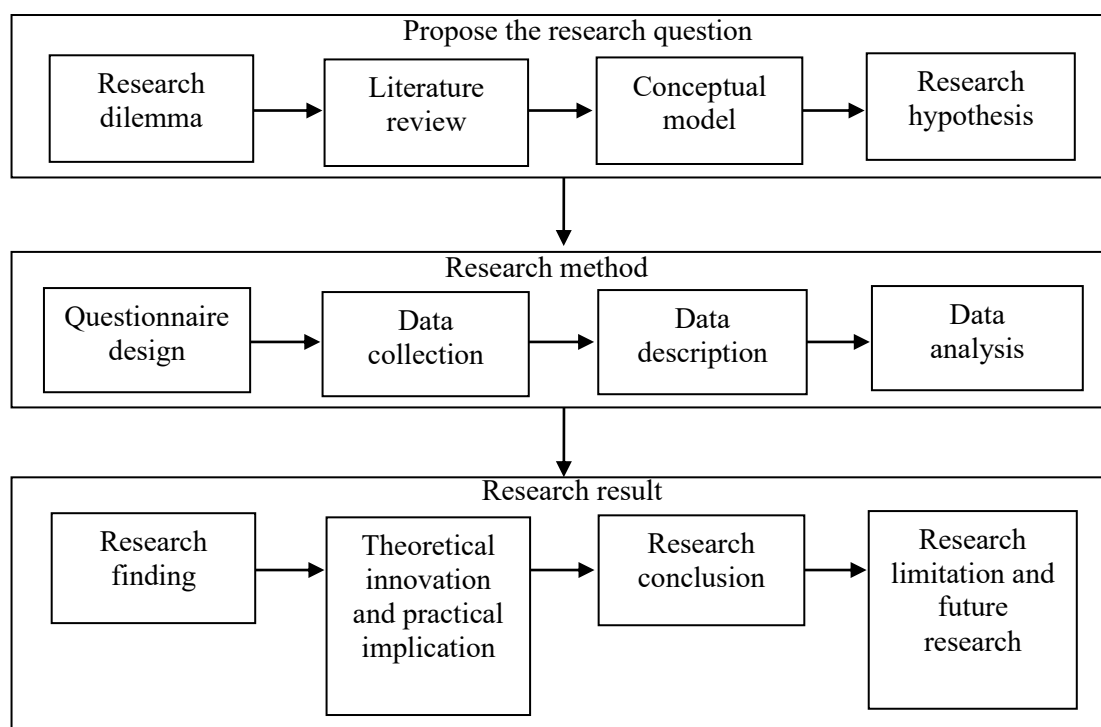 Propose the research question
Research
dilemma
Literature
review
Conceptual
model
Research
hypothesis
Research method
Questionnaire
design
Data
collection
Data
description
Data
analysis
Research result
Research
finding
Theoretical
innovation
and practical
implication
Research
conclusion
Research
limitation and
future
research